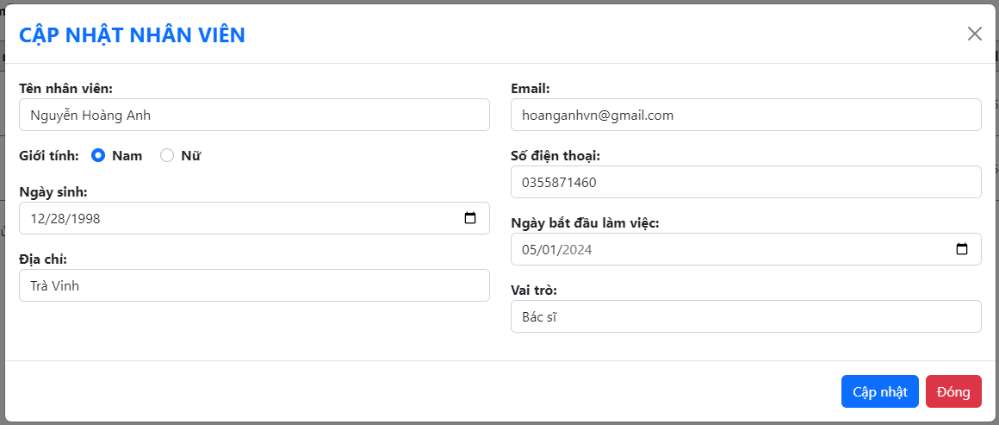 CẬP NHẬT NHÂN VIÊN
Tên nhân viên:
Nguyễn Hoàng Anh
Giới tính: Nam Nữ
Ngày sinh:
12/28/1998
Địa chỉ:
Trà Vinh
Email:
hoanganhvn@gmail.com
Số điện thoại:
0355871460
Ngày bắt đầu làm việc:
05/01/2024
Vai trò:
Bác sĩ
Cập nhật Đóng